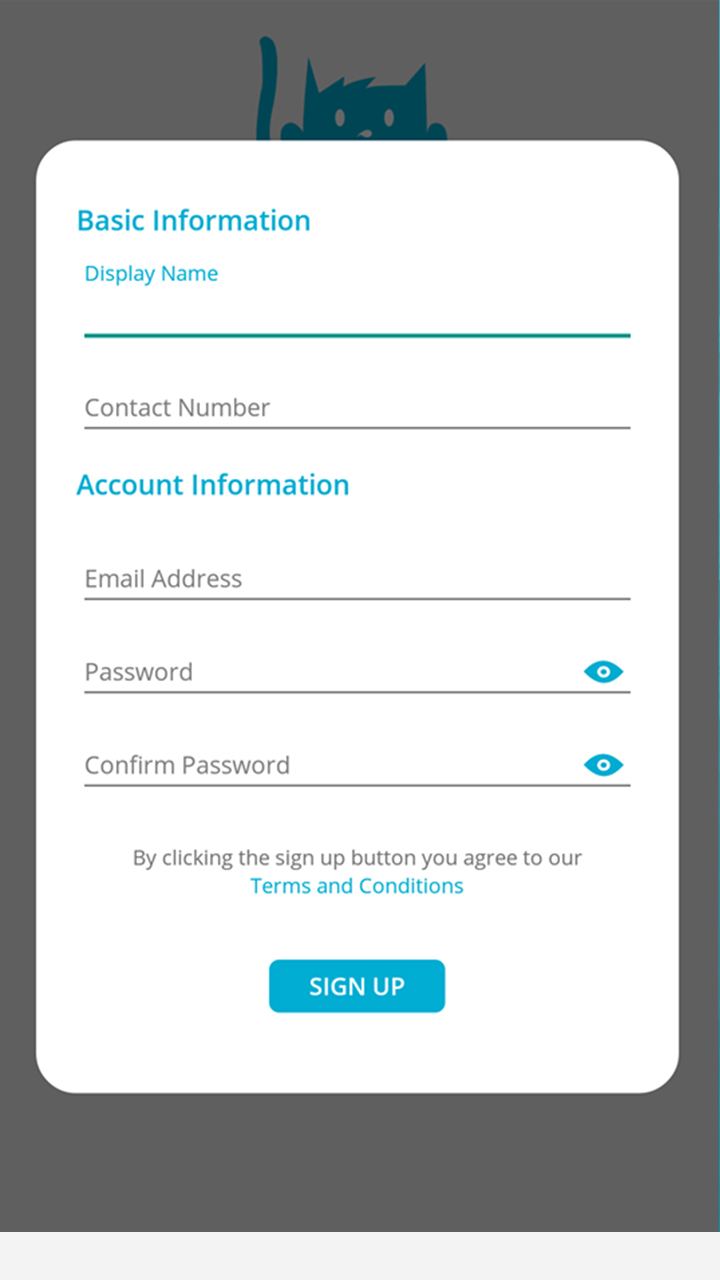 Basic Information
Display Name
Contact Number
Account Information
Email Address
Password
Confirm Password
By clicking the sign up button you agree to our
Terms and Conditions
SIGN UP